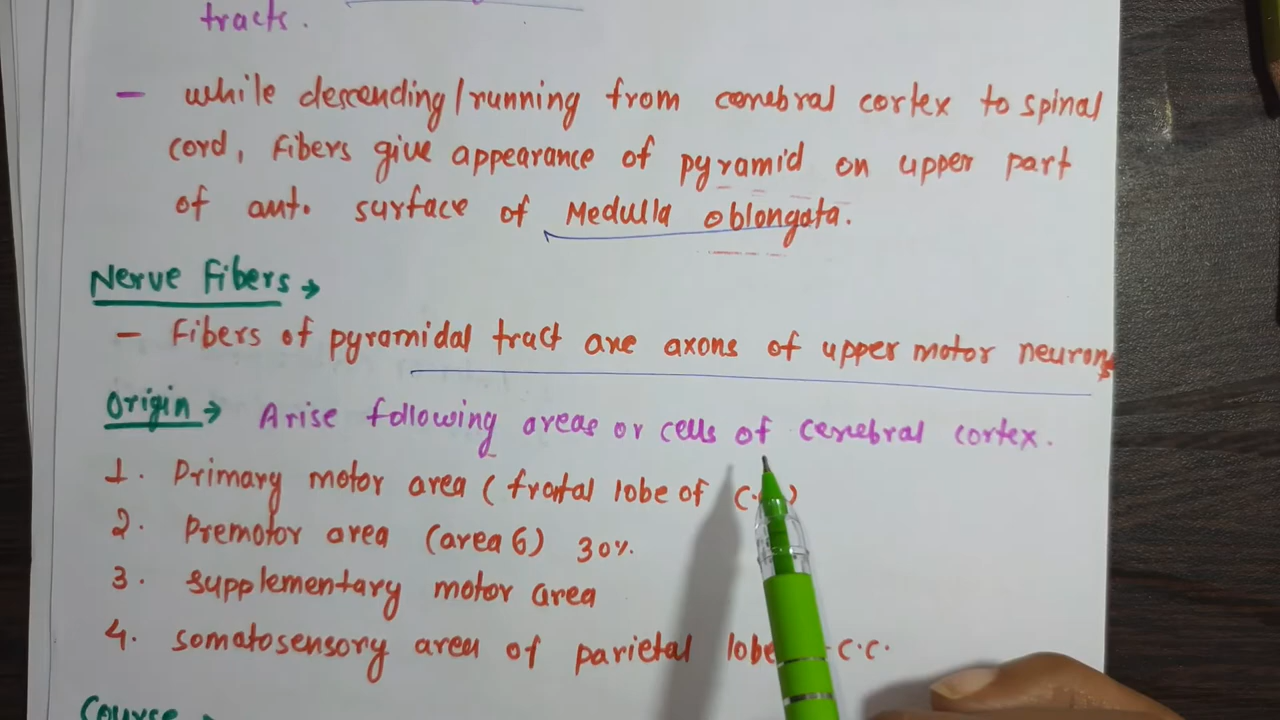 tracts.
- while descending/running from cerebral cortex to spinal
cord, Fibers give appearance of pyramid on upper part
of ant. surface of Medulla oblongata.
Nerve Fibers →
- Fibers of pyramidal tract are axons of upper motor neurons
Origin → Arise following areas or cells of cerebral cortex.
1. Primary motor area (frotal lobe of C.C)
2. Premotor area (area 6) 30%.
3. Supplementary motor area
4. somatosensory area of parietal lobe C.C.
Course →